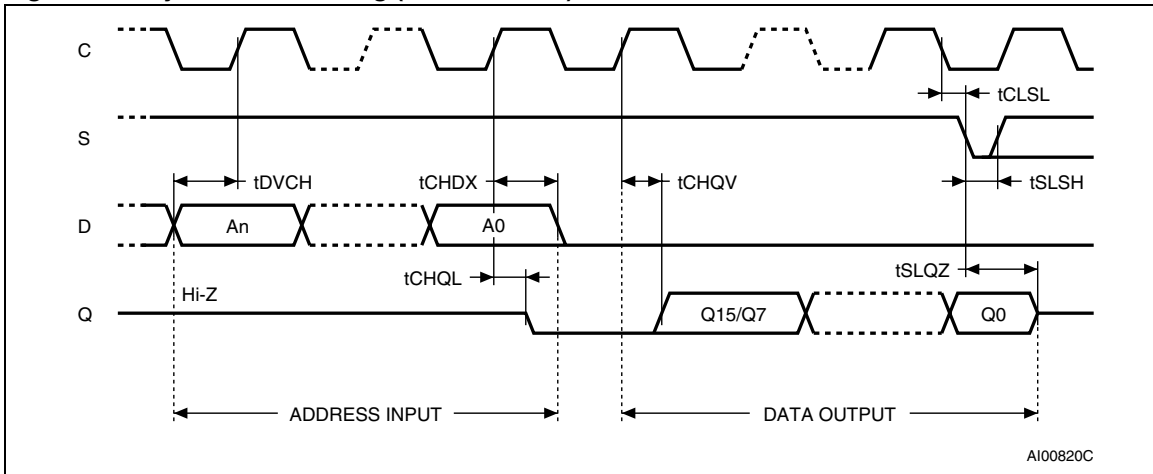 C
tCLSL
S
tDVCH
tCHDX
tCHQV
tSLSH
D
An
A0
tCHQL
tSLQZ
Hi-Z
Q
Q15/Q7
Q0
ADDRESS INPUT
DATA OUTPUT
AI00820C